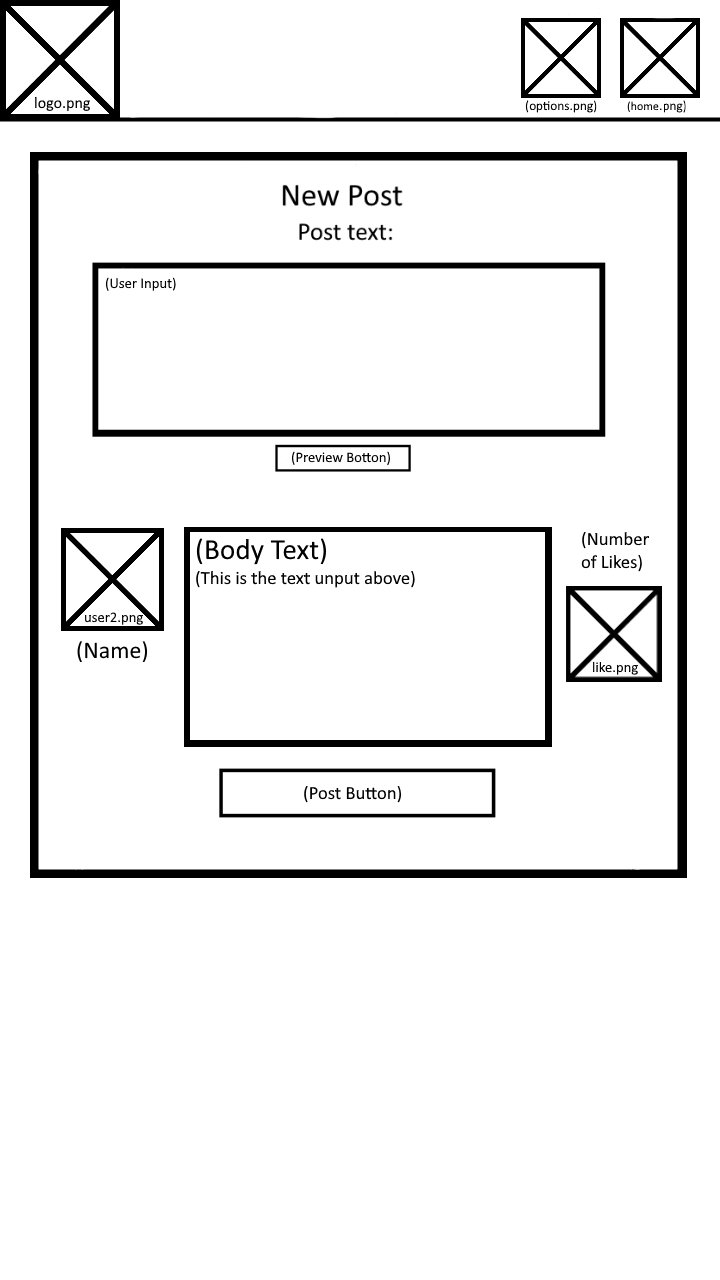 logo.png
(options.png)
(home.png)
New Post
Post text:
(User Input)
(Preview Botton)
(Body Text)
(This is the text unput above)
user2.png
(Name)
(Number
of Likes)
like.png
(Post Button)